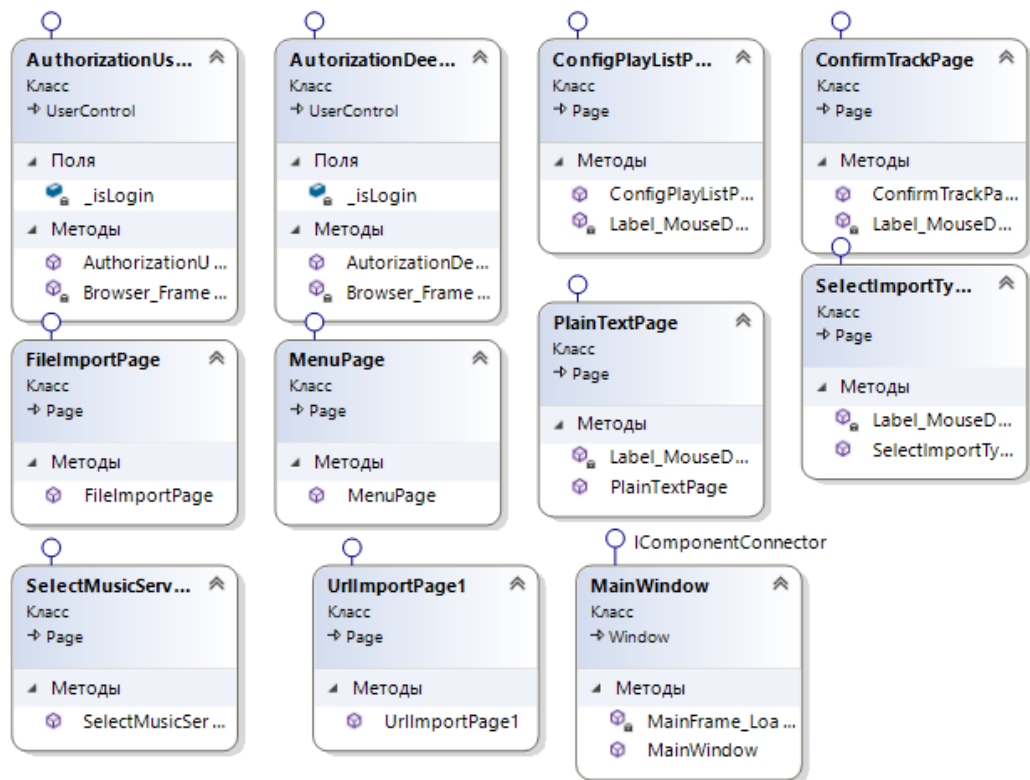 AuthorizationUs...
Класс
UserControl
Поля
_isLogin
Методы
AuthorizationU...
Browser_Frame...
AutorizationDee...
Класс
UserControl
Поля
_isLogin
Методы
AutorizationDe...
Browser_Frame...
ConfigPlayListP...
Класс
Page
Методы
ConfigPlayListP...
Label_MouseD...
ConfirmTrackPage
Класс
Page
Методы
ConfirmTrackPa...
Label_MouseD...
FileImportPage
Класс
Page
Методы
FileImportPage
MenuPage
Класс
Page
Методы
MenuPage
PlainTextPage
Класс
Page
Методы
Label_MouseD...
PlainTextPage
SelectImportTy...
Класс
Page
Методы
Label_MouseD...
SelectImportTy...
SelectMusicServ...
Класс
Page
Методы
SelectMusicSer...
UrlImportPage1
Класс
Page
Методы
UrlImportPage1
IComponentConnector
MainWindow
Класс
Window
Методы
MainFrame_Loa...
MainWindow